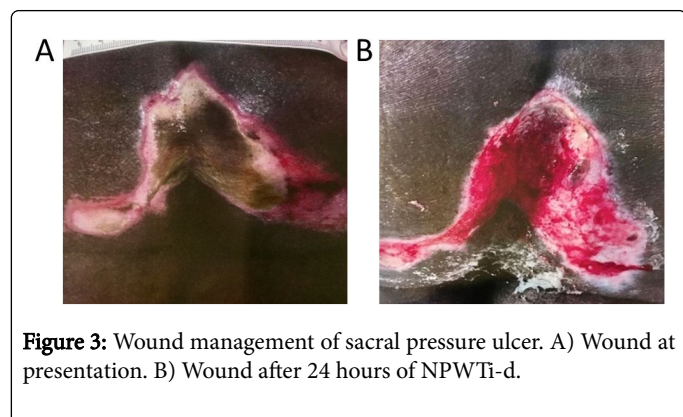 A
B
Figure 3: Wound management of sacral pressure ulcer. A) Wound at
presentation. B) Wound after 24 hours of NPWTi-d.